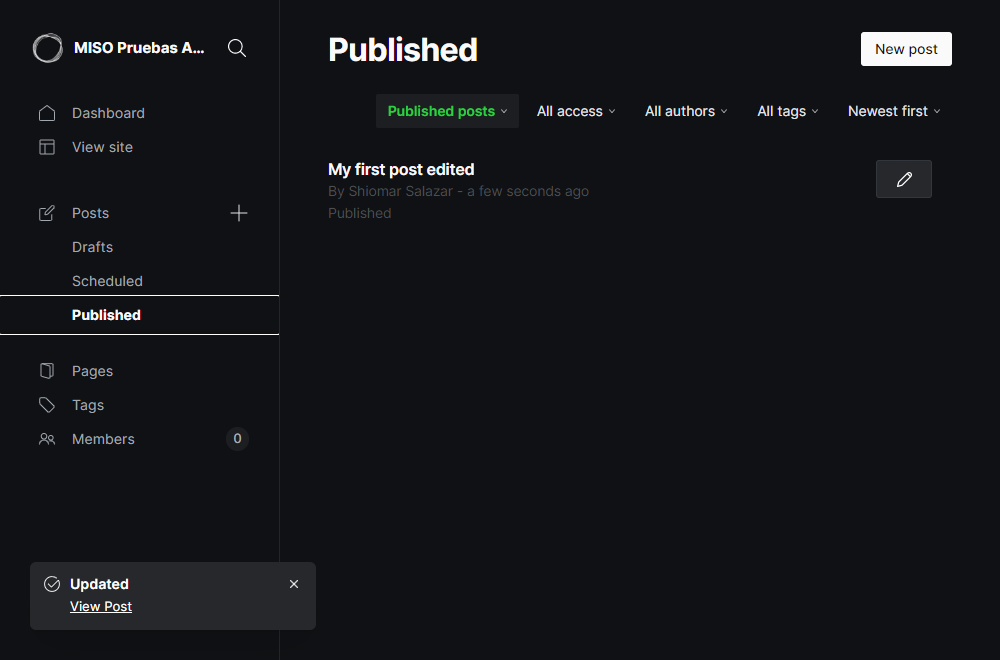 MISO Pruebas A...
Dashboard
View site
Posts
Drafts
Scheduled
Published
Pages
Tags
Members 0
Updated
View Post
Published
New post
Published posts All access All authors All tags Newest first
My first post edited
By Shiomar Salazar - a few seconds ago
Published